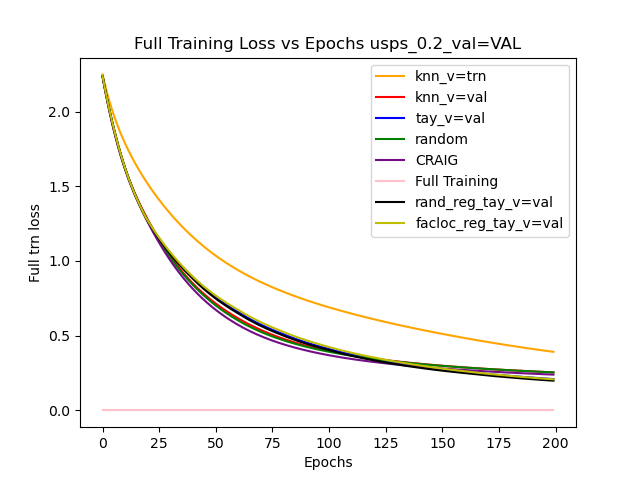 Full Training Loss vs Epochs usps_0.2_val=VAL
knn_v=trn
knn_v=val
tay_v=val
random
CRAIG
Full Training
rand_reg_tay_v=val
facloc_reg_tay_v=val
Full trn loss
2.0
1.5
1.0
0.5
0.0
0 25 50 75 100 125 150 175 200
Epochs